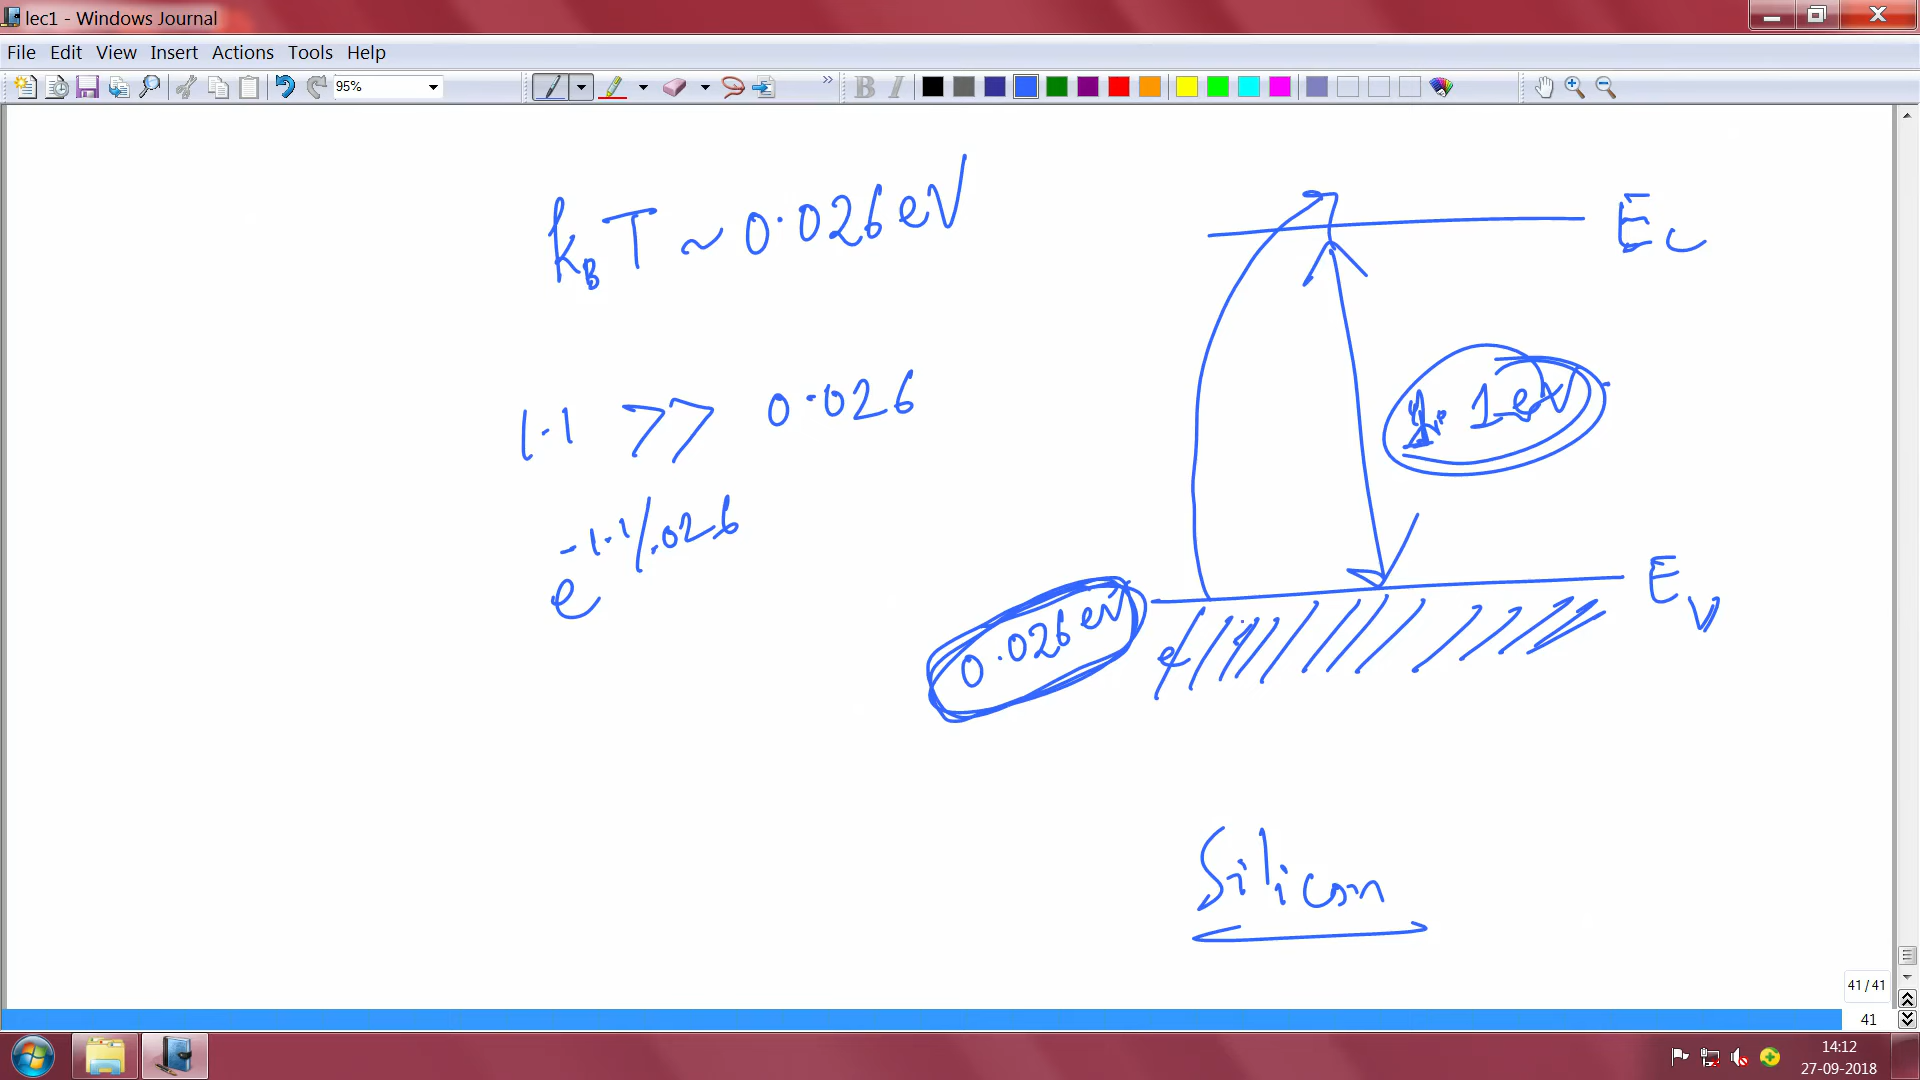 lec1 - Windows Journal
File Edit View Insert Actions Tools Help
95%
B I
k_B T ~ 0.026 eV
E_C
1.1 >> 0.026
1.1 eV
e^{-1.1/.026}
E_V
0.026 eV
e
Silicon
41 / 41
41
14:12
27-09-2018